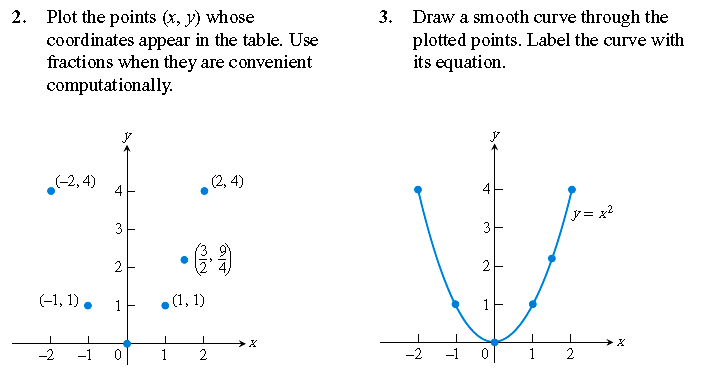 2. Plot the points (x, y) whose
coordinates appear in the table. Use
fractions when they are convenient
computationally.
y
(–2, 4)
(2, 4)
4
3
(3/2, 9/4)
2
(–1, 1)
1
(1, 1)
x
–2
–1
0
1
2
3. Draw a smooth curve through the
plotted points. Label the curve with
its equation.
y
4
y = x²
3
2
1
x
–2
–1
0
1
2